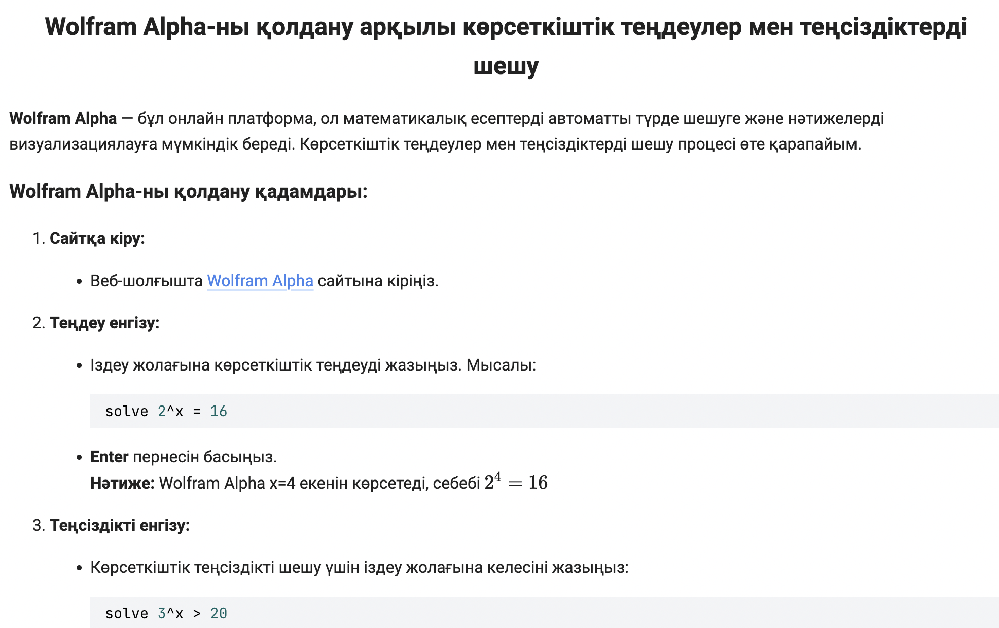 Wolfram Alpha-ны қолдану арқылы көрсеткіштік теңдеулер мен теңсіздіктерді
шешу
Wolfram Alpha — бұл онлайн платформа, ол математикалық есептерді автоматты түрде шешуге және нәтижелерді
визуализациялауға мүмкіндік береді. Көрсеткіштік теңдеулер мен теңсіздіктерді шешу процесі өте қарапайым.
Wolfram Alpha-ны қолдану қадамдары:
1. Сайтқа кіру:
• Веб-шолғышта Wolfram Alpha сайтына кіріңіз.
2. Теңдеу енгізу:
• Іздеу жолағына көрсеткіштік теңдеуді жазыңыз. Мысалы:
solve 2^x = 16
• Enter пернесін басыңыз.
Нәтиже: Wolfram Alpha x=4 екенін көрсетеді, себебі 2⁴ = 16
3. Теңсіздікті енгізу:
• Көрсеткіштік теңсіздікті шешу үшін іздеу жолағына келесіні жазыңыз:
solve 3^x > 20